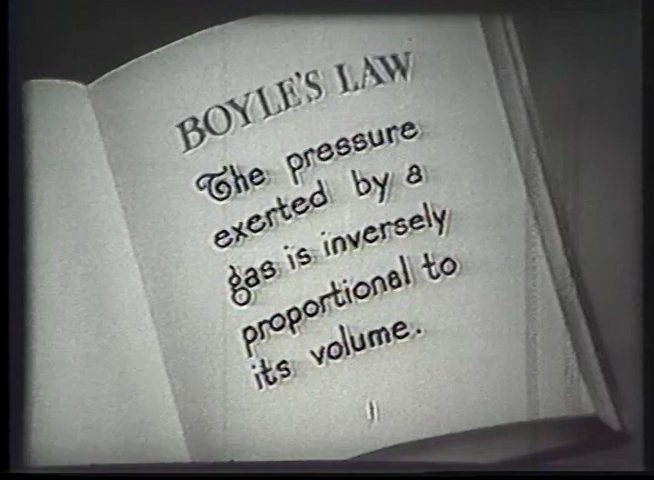 BOYLE'S LAW
The pressure
exerted by a
gas is inversely
proportional to
its volume.